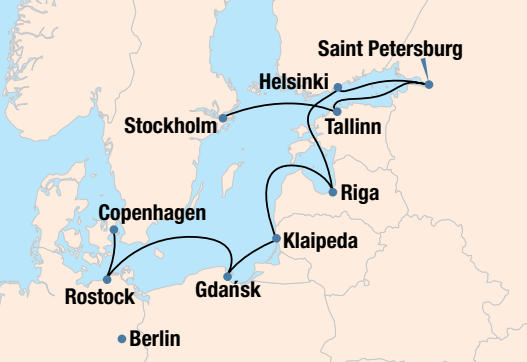 Saint Petersburg
Helsinki
Stockholm
Tallinn
Riga
Copenhagen
Klaipeda
Rostock
Gdańsk
Berlin